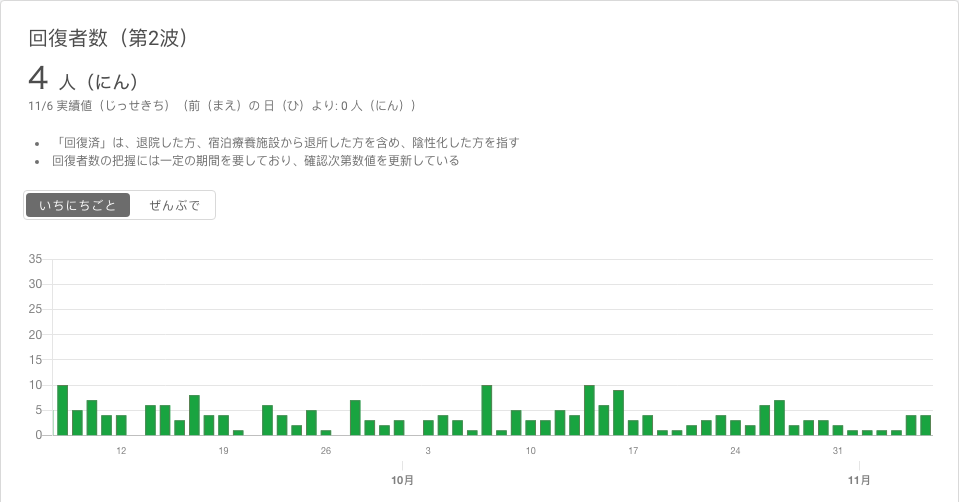 回復者数（第2波）
4 人（にん）
11/6 実績値（じっせきち）（前（まえ）の 日（ひ）より: 0 人（にん））
• 「回復済」は、退院した方、宿泊療養施設から退所した方を含め、陰性化した方を指す
• 回復者数の把握には一定の期間を要しており、確認次第数値を更新している
いちにちごと ぜんぶで
35
30
25
20
15
10
5
0
12 19 26 3 10 17 24 31
10月 11月